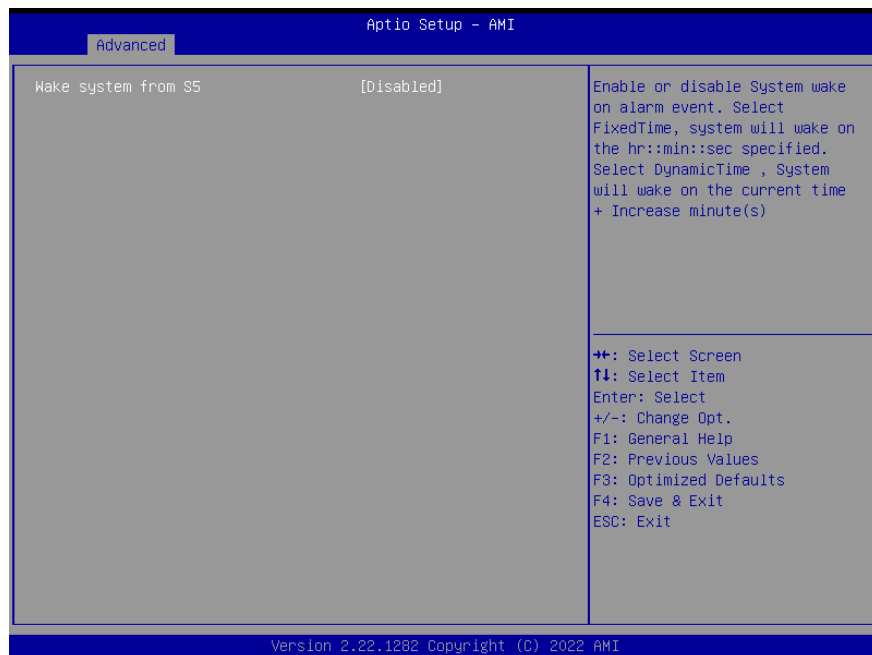 Aptio Setup – AMI
Advanced
Wake system from S5 [Disabled]
Enable or disable System wake
on alarm event. Select
FixedTime, system will wake on
the hr::min::sec specified.
Select DynamicTime , System
will wake on the current time
+ Increase minute(s)
→←: Select Screen
↑↓: Select Item
Enter: Select
+/-: Change Opt.
F1: General Help
F2: Previous Values
F3: Optimized Defaults
F4: Save & Exit
ESC: Exit
Version 2.22.1282 Copyright (C) 2022 AMI